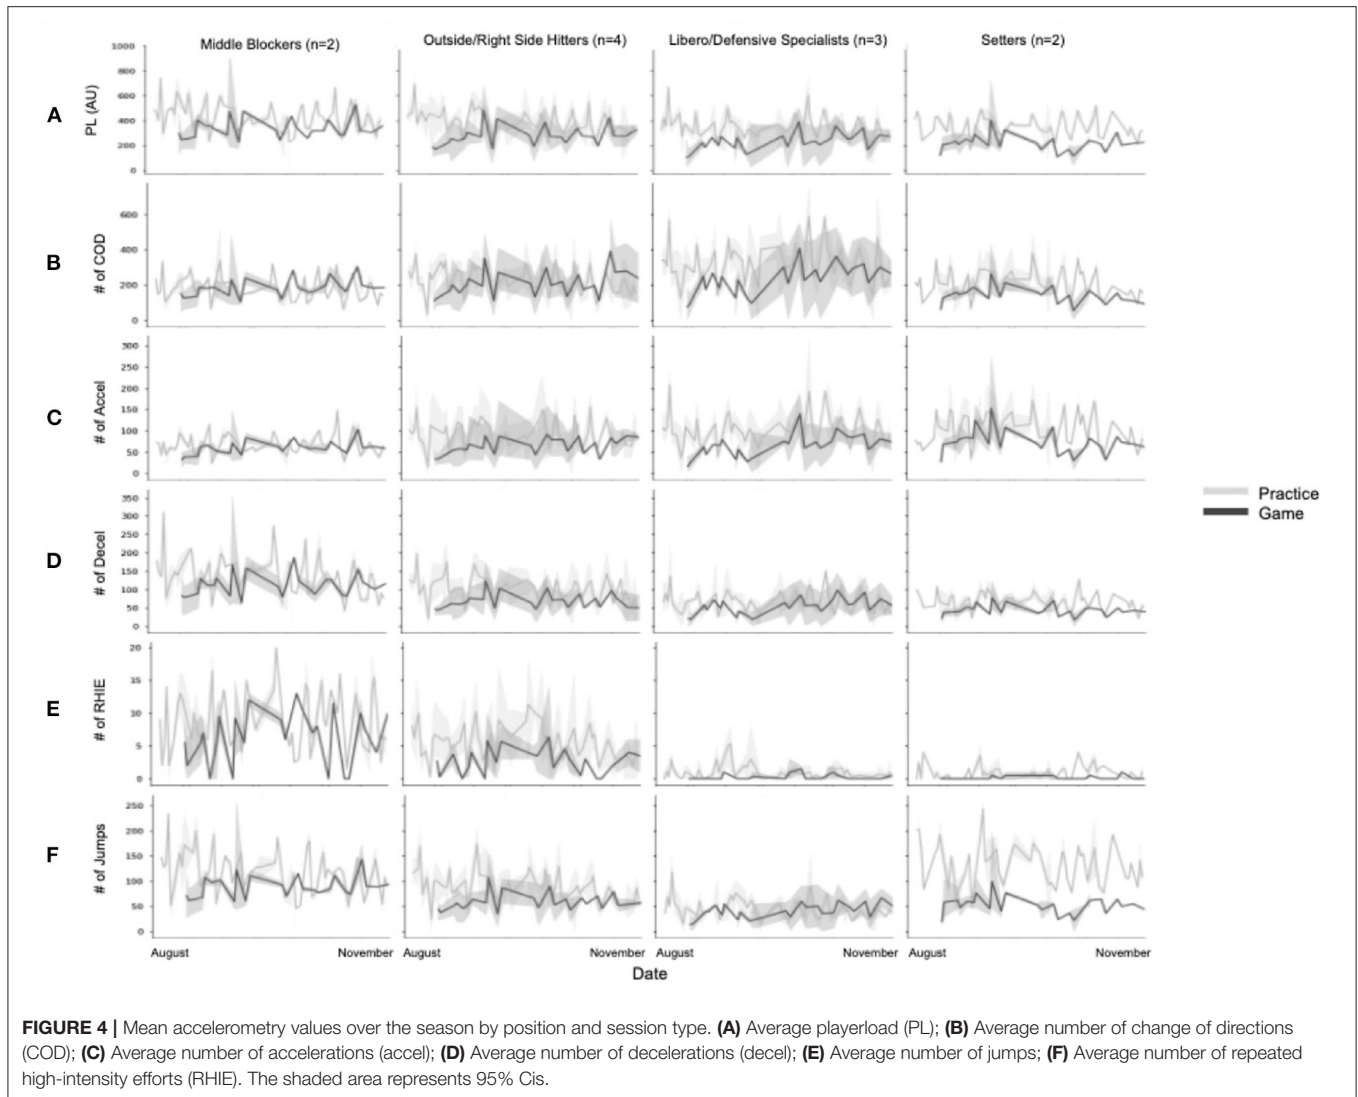 Middle Blockers (n=2)
Outside/Right Side Hitters (n=4)
Libero/Defensive Specialists (n=3)
Setters (n=2)
A
PL (AU)
1000
800
600
400
200
0
B
# of COD
600
400
200
0
C
# of Accel
300
250
200
150
100
50
0
D
# of Decel
350
300
250
200
150
100
50
0
E
# of RHIE
20
15
10
5
0
F
# of Jumps
250
200
150
100
50
0
Practice
Game
August
November
August
November
August
November
August
November
Date
FIGURE 4 | Mean accelerometry values over the season by position and session type. (A) Average playerload (PL); (B) Average number of change of directions
(COD); (C) Average number of accelerations (accel); (D) Average number of decelerations (decel); (E) Average number of jumps; (F) Average number of repeated
high-intensity efforts (RHIE). The shaded area represents 95% Cis.